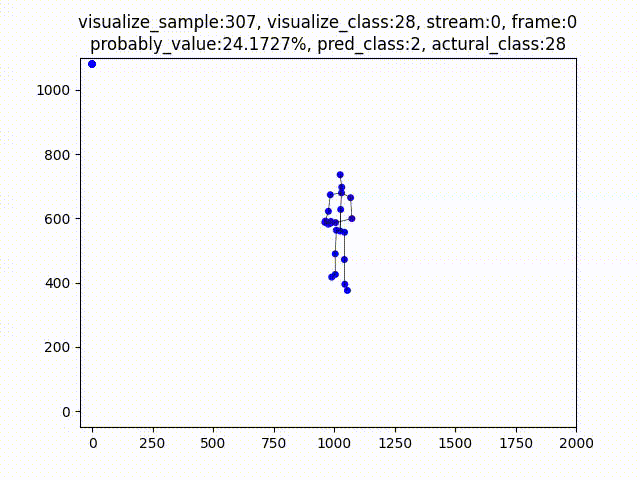 visualize_sample:307, visualize_class:28, stream:0, frame:0
probably_value:24.1727%, pred_class:2, actural_class:28
1000
800
600
400
200
0
0 250 500 750 1000 1250 1500 1750 2000